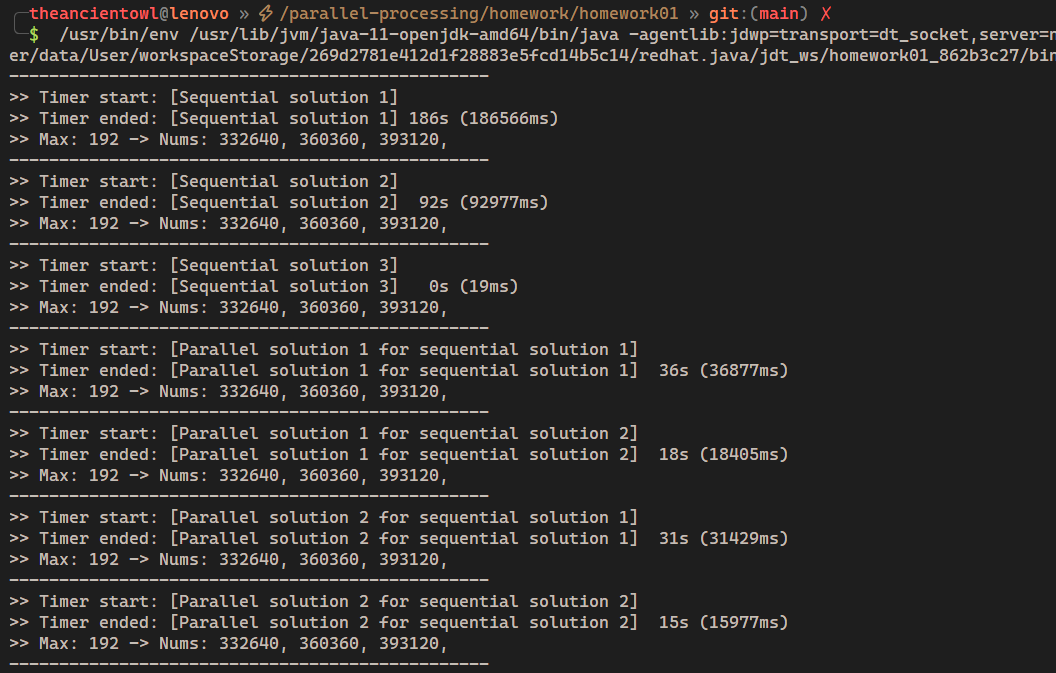 theancientowl@lenovo » ⚡/parallel-processing/homework/homework01 » git:(main) ✗
$ /usr/bin/env /usr/lib/jvm/java-11-openjdk-amd64/bin/java -agentlib:jdwp=transport=dt_socket,server=n
er/data/User/workspaceStorage/269d2781e412d1f28883e5fcd14b5c14/redhat.java/jdt_ws/homework01_862b3c27/bin
------------------------------------------------
>> Timer start: [Sequential solution 1]
>> Timer ended: [Sequential solution 1] 186s (186566ms)
>> Max: 192 -> Nums: 332640, 360360, 393120,
------------------------------------------------
>> Timer start: [Sequential solution 2]
>> Timer ended: [Sequential solution 2]  92s (92977ms)
>> Max: 192 -> Nums: 332640, 360360, 393120,
------------------------------------------------
>> Timer start: [Sequential solution 3]
>> Timer ended: [Sequential solution 3]   0s (19ms)
>> Max: 192 -> Nums: 332640, 360360, 393120,
------------------------------------------------
>> Timer start: [Parallel solution 1 for sequential solution 1]
>> Timer ended: [Parallel solution 1 for sequential solution 1]  36s (36877ms)
>> Max: 192 -> Nums: 332640, 360360, 393120,
------------------------------------------------
>> Timer start: [Parallel solution 1 for sequential solution 2]
>> Timer ended: [Parallel solution 1 for sequential solution 2]  18s (18405ms)
>> Max: 192 -> Nums: 332640, 360360, 393120,
------------------------------------------------
>> Timer start: [Parallel solution 2 for sequential solution 1]
>> Timer ended: [Parallel solution 2 for sequential solution 1]  31s (31429ms)
>> Max: 192 -> Nums: 332640, 360360, 393120,
------------------------------------------------
>> Timer start: [Parallel solution 2 for sequential solution 2]
>> Timer ended: [Parallel solution 2 for sequential solution 2]  15s (15977ms)
>> Max: 192 -> Nums: 332640, 360360, 393120,
------------------------------------------------